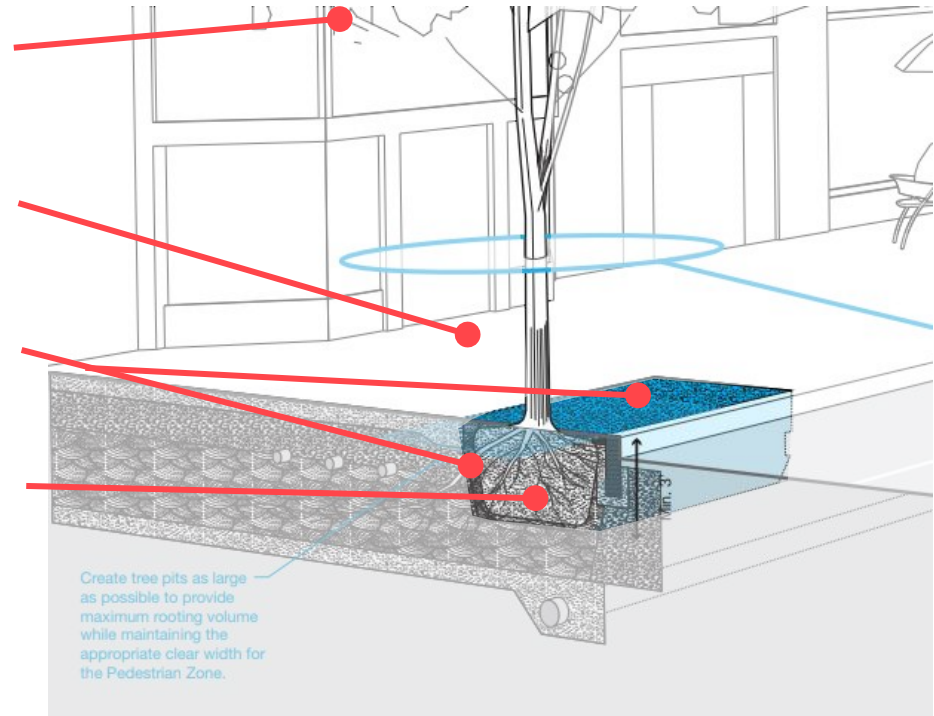 Min. 3'
Create tree pits as large
as possible to provide
maximum rooting volume
while maintaining the
appropriate clear width for
the Pedestrian Zone.